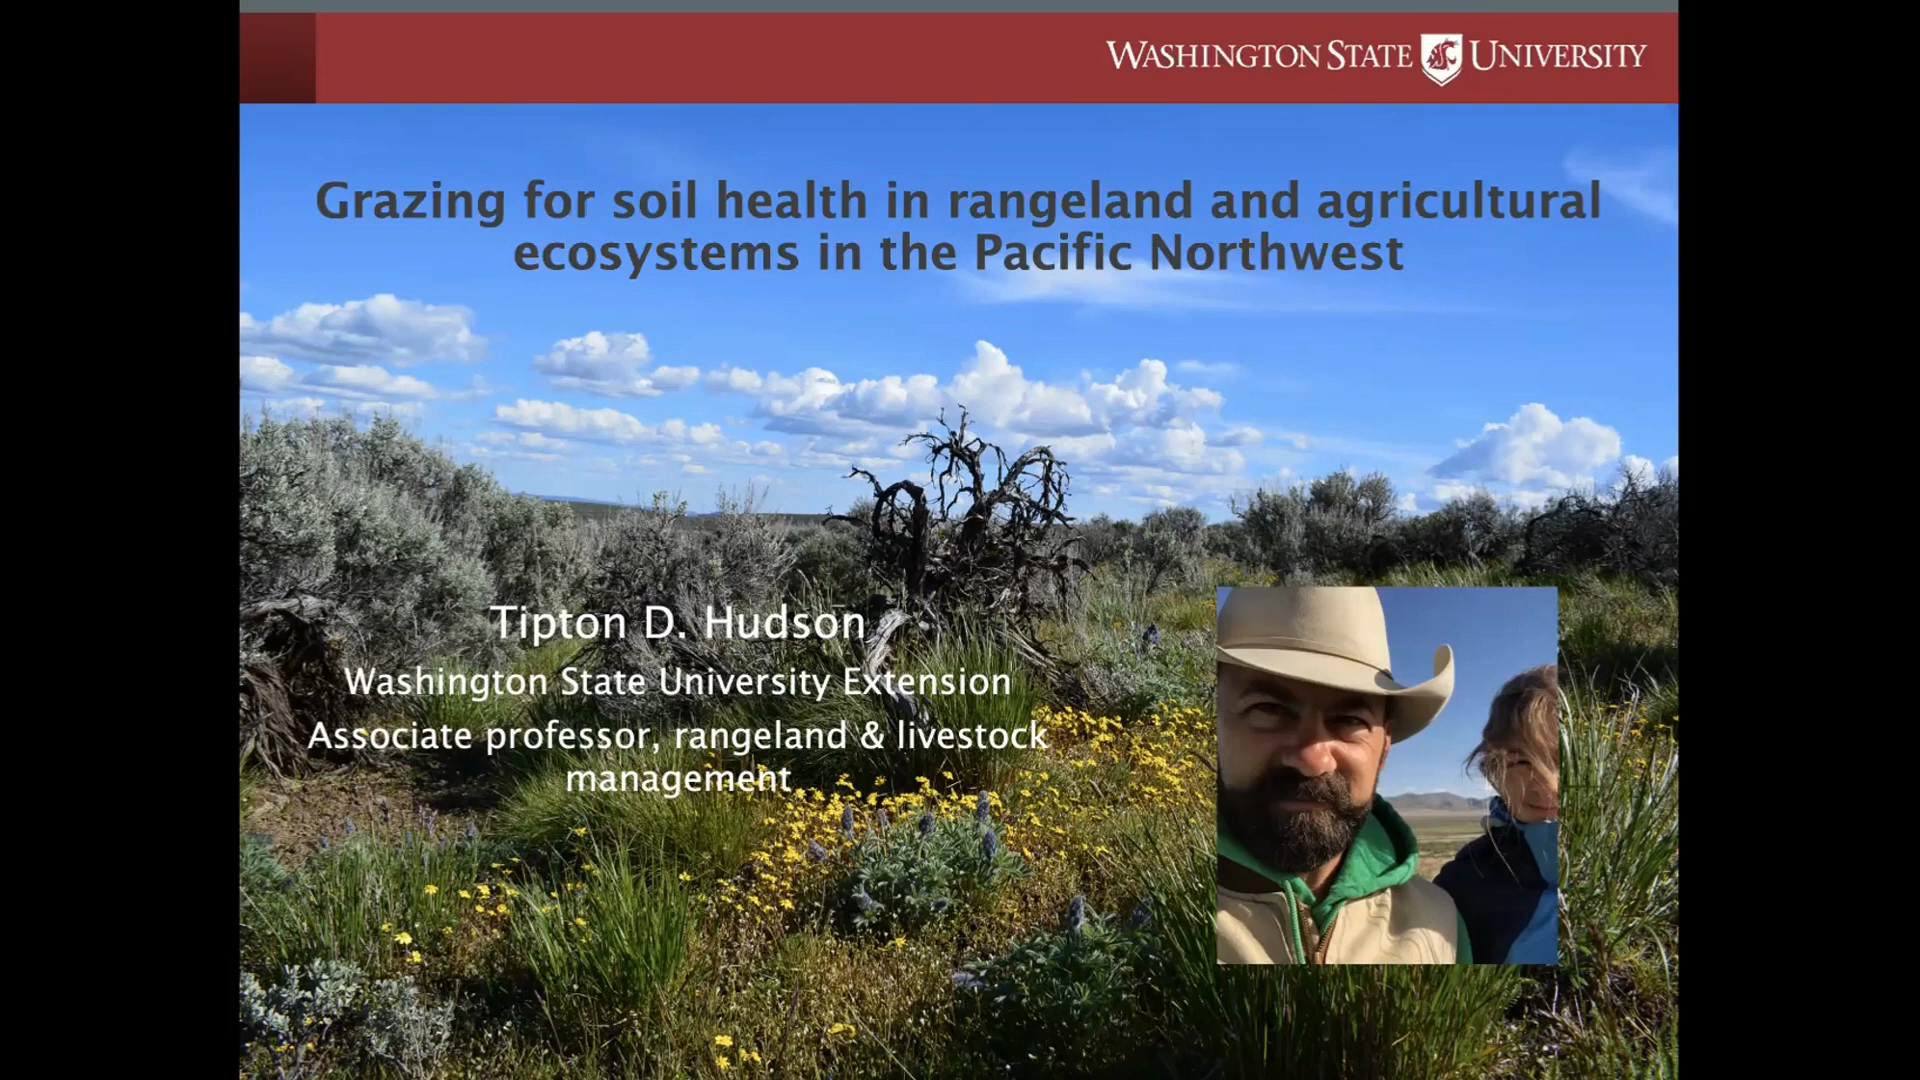 WASHINGTON STATE UNIVERSITY
Grazing for soil health in rangeland and agricultural
ecosystems in the Pacific Northwest
Tipton D. Hudson
Washington State University Extension
Associate professor, rangeland & livestock
management